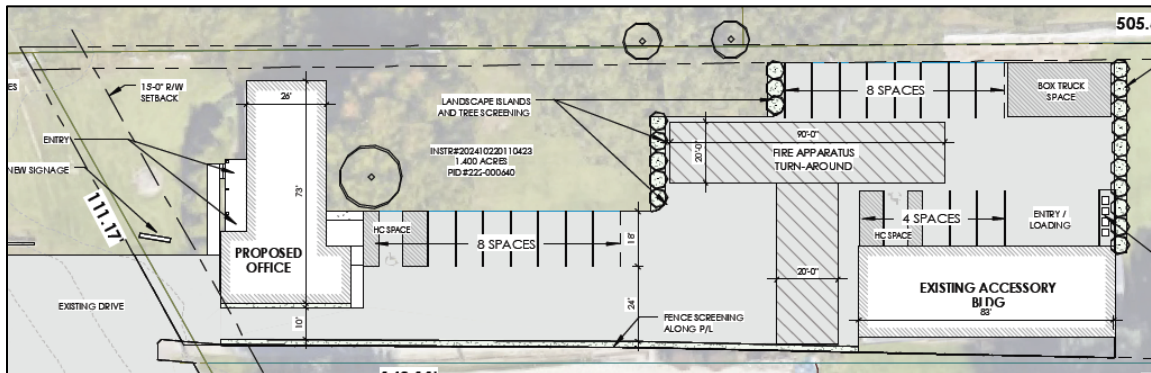 505.
15'-0" R/W
SETBACK
26'
ENTRY
NEW SIGNAGE
111.17'
73'
PROPOSED
OFFICE
EXISTING DRIVE
10'
LANDSCAPE ISLANDS
AND TREE SCREENING
INSTR#202410220110423
1.400 ACRES
PID#222-000640
HC SPACE
8 SPACES
18'
24'
FENCE SCREENING
ALONG P/L
8 SPACES
BOX TRUCK
SPACE
90'-0"
20'-0"
FIRE APPARATUS
TURN-AROUND
4 SPACES
HC SPACE
ENTRY /
LOADING
20'-0"
EXISTING ACCESSORY
BLDG
83'